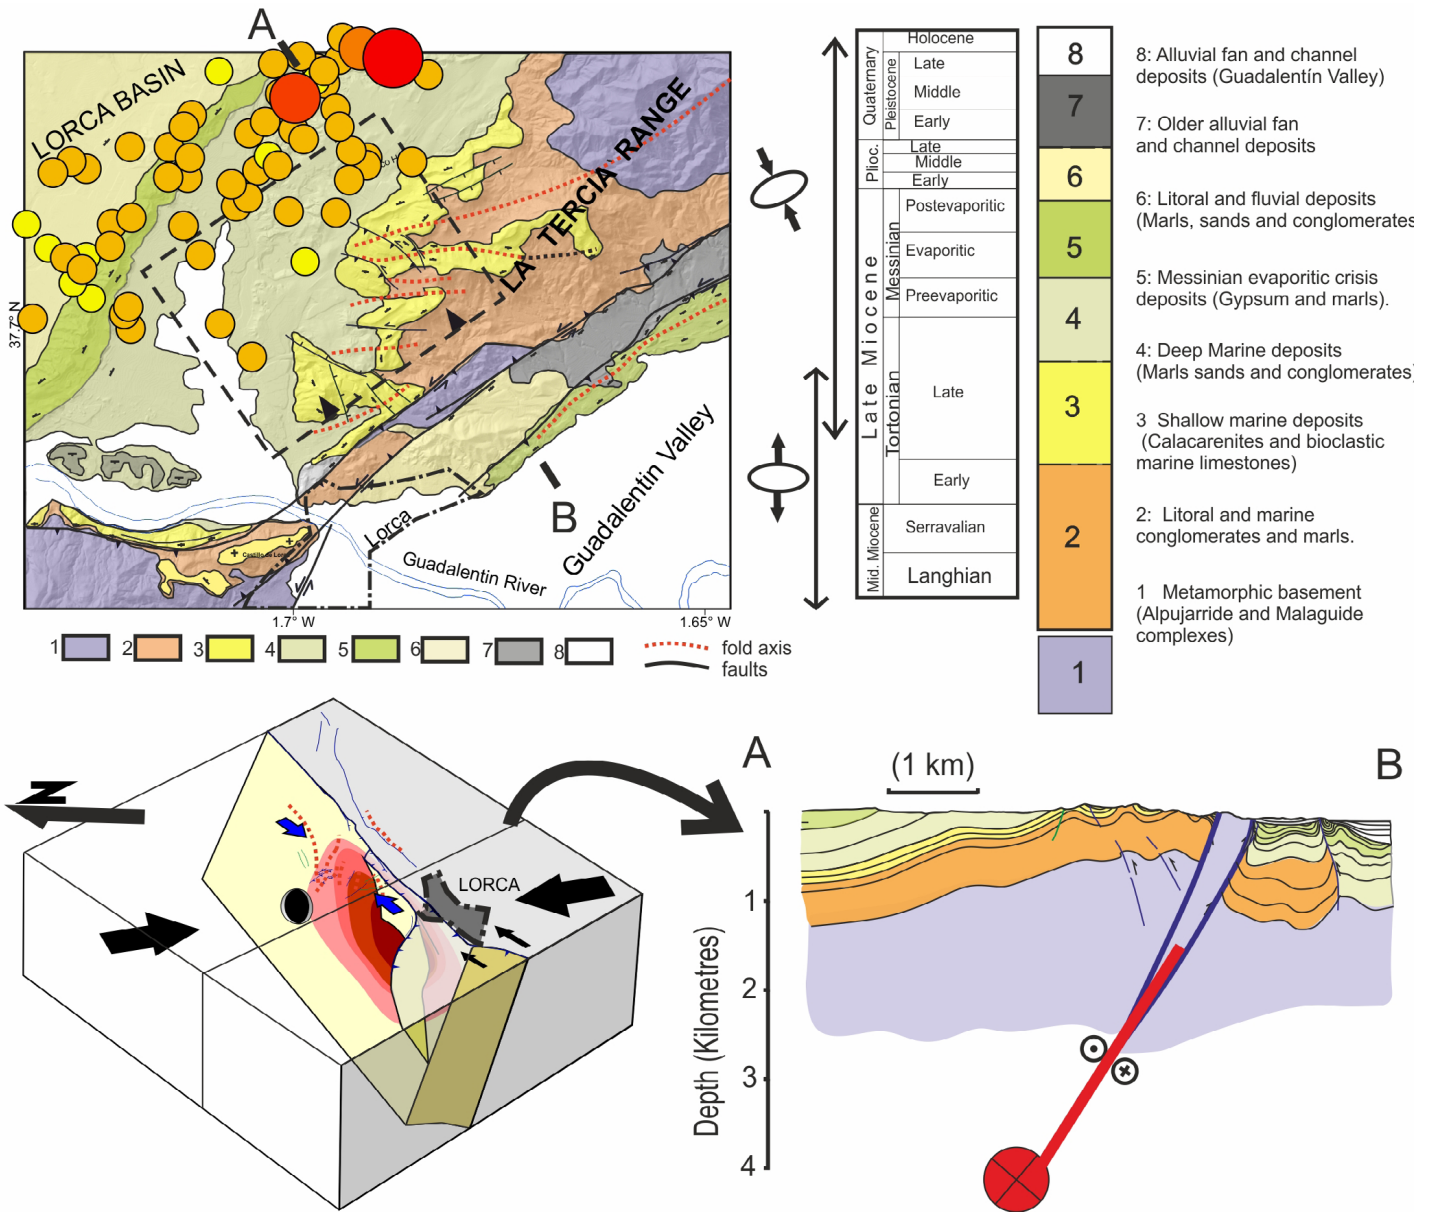 A
LORCA BASIN
LA TERCIA RANGE
37.7° N
B
Lorca
Guadalentin Valley
Guadalentin River
1.7° W
1.65° W
1
2
3
4
5
6
7
8
fold axis
faults
Quaternary
Pleistocene
Holocene
Late
Middle
Early
Plioc.
Late
Middle
Early
Late Miocene
Messinian
Postevaporitic
Evaporitic
Preevaporitic
Tortonian
Late
Early
Mid. Miocene
Serravalian
Langhian
8
7
6
5
4
3
2
1
8: Alluvial fan and channel
deposits (Guadalentín Valley)
7: Older alluvial fan
and channel deposits
6: Litoral and fluvial deposits
(Marls, sands and conglomerates
5: Messinian evaporitic crisis
deposits (Gypsum and marls).
4: Deep Marine deposits
(Marls sands and conglomerates)
3 Shallow marine deposits
(Calacarenites and bioclastic
marine limestones)
2: Litoral and marine
conglomerates and marls.
1 Metamorphic basement
(Alpujarride and Malaguide
complexes)
N
LORCA
A
(1 km)
B
Depth (Kilometres)
1
2
3
4